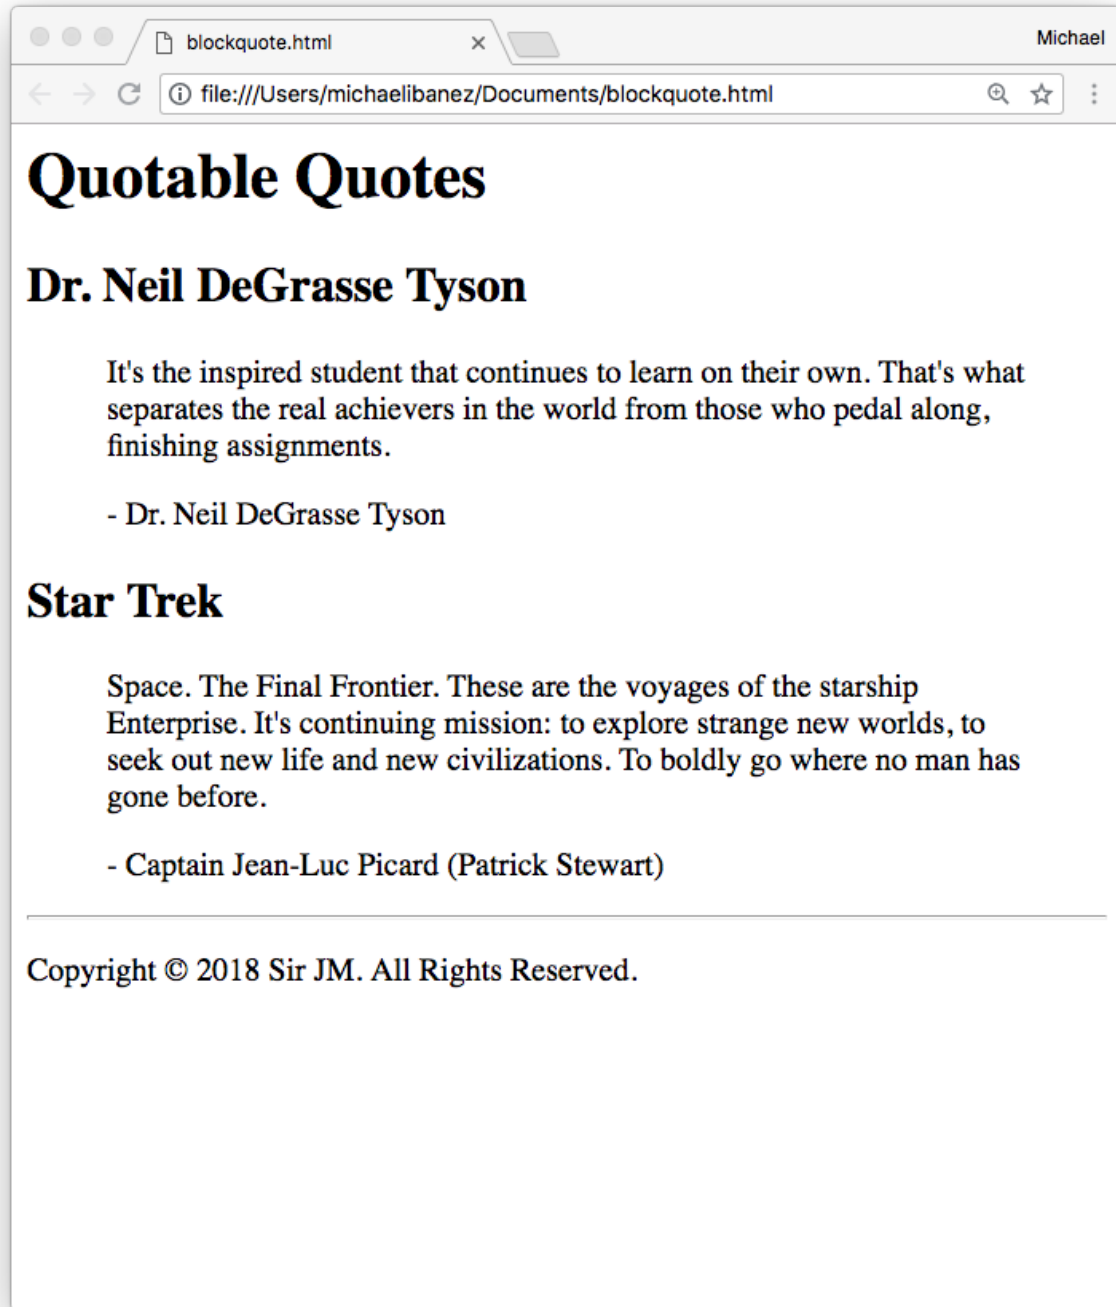 blockquote.html
Michael
file:///Users/michaelibanez/Documents/blockquote.html
Quotable Quotes
Dr. Neil DeGrasse Tyson
It's the inspired student that continues to learn on their own. That's what
separates the real achievers in the world from those who pedal along,
finishing assignments.
- Dr. Neil DeGrasse Tyson
Star Trek
Space. The Final Frontier. These are the voyages of the starship
Enterprise. It's continuing mission: to explore strange new worlds, to
seek out new life and new civilizations. To boldly go where no man has
gone before.
- Captain Jean-Luc Picard (Patrick Stewart)
Copyright © 2018 Sir JM. All Rights Reserved.